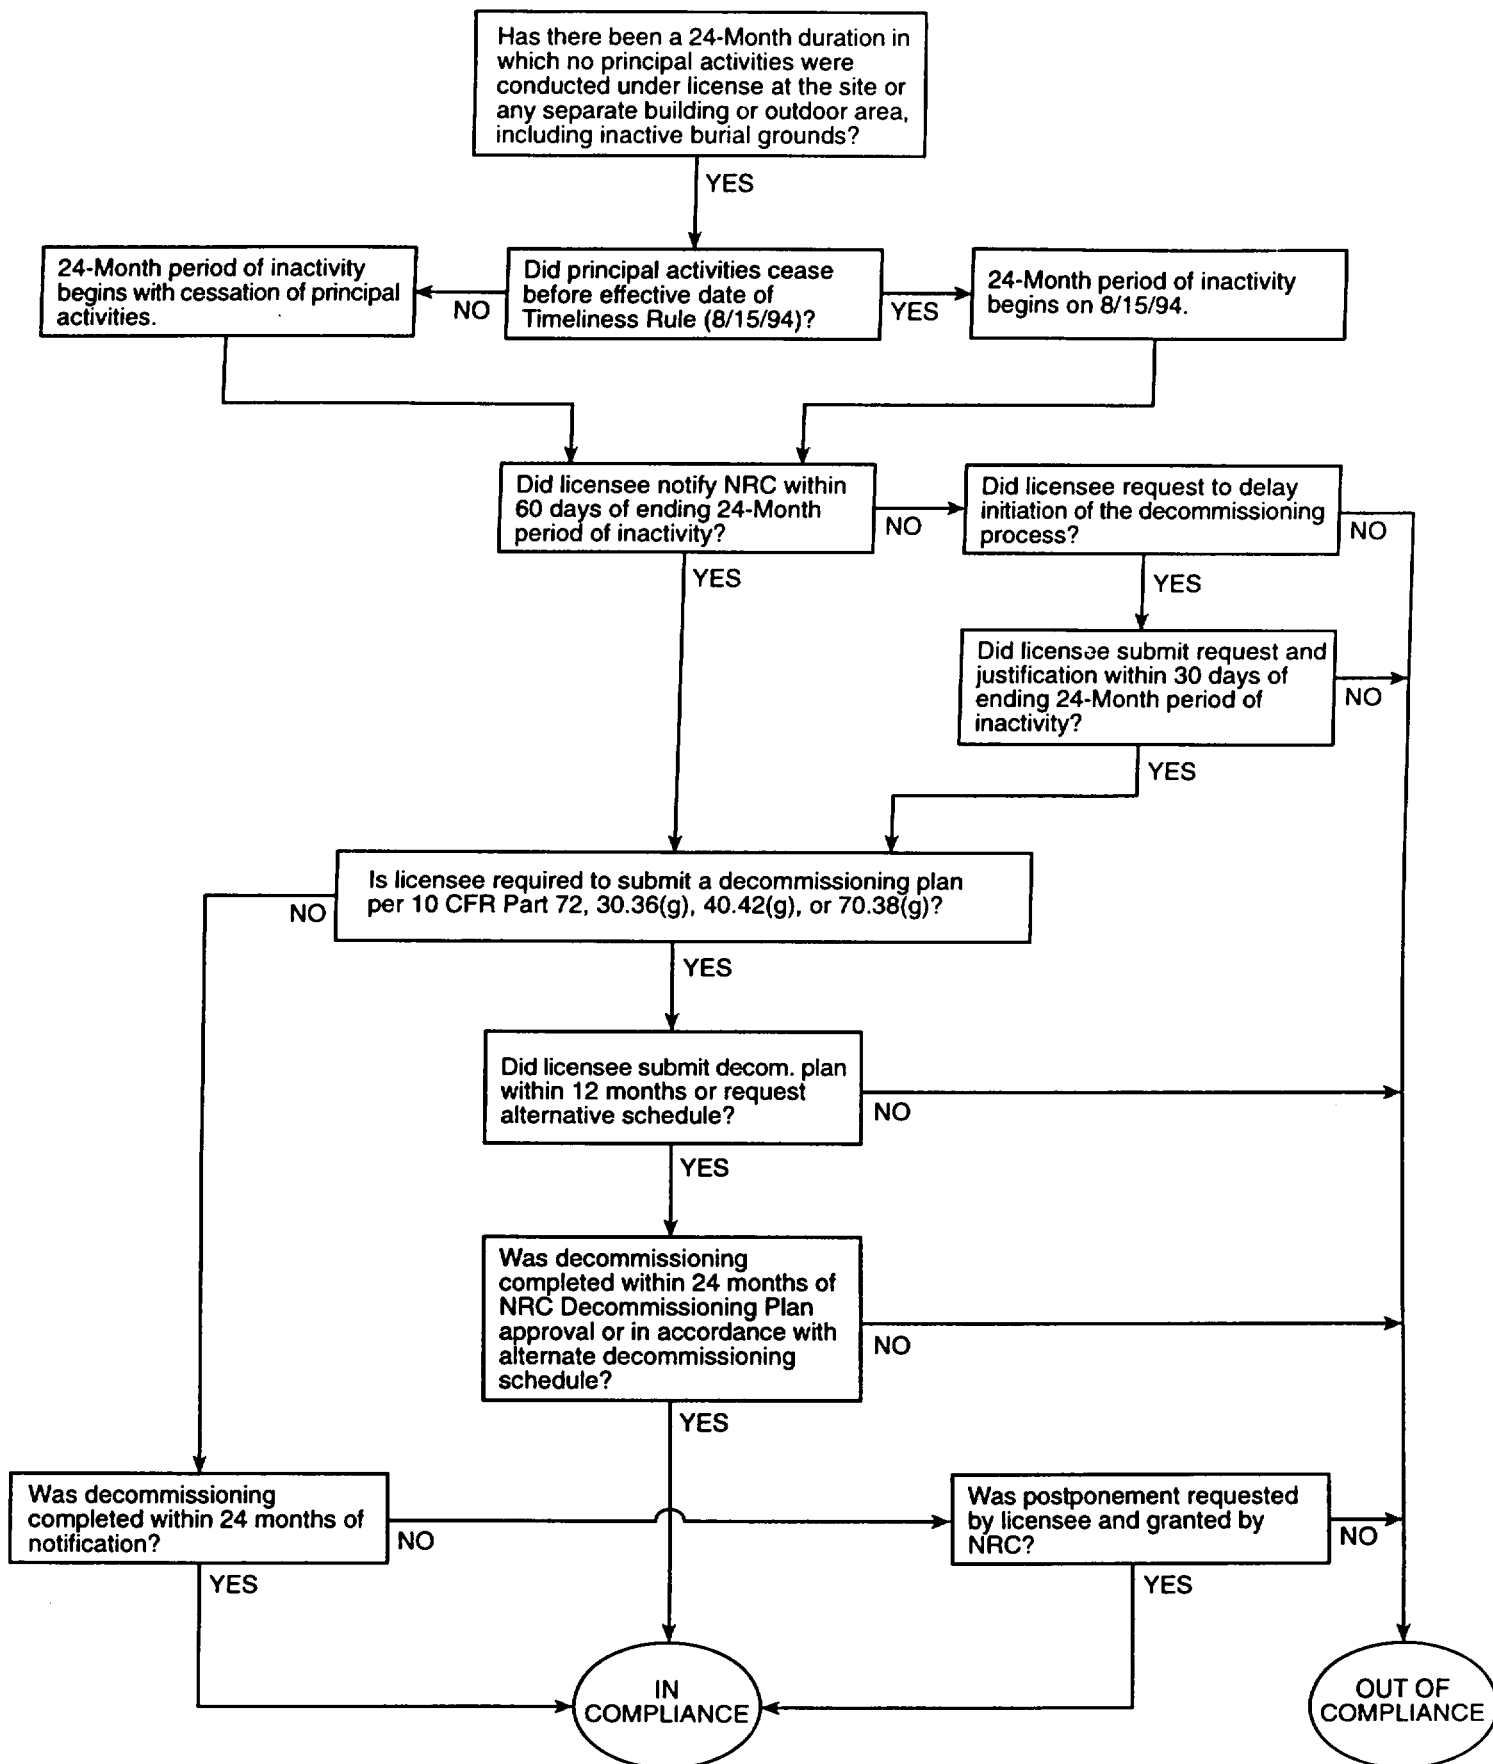 Has there been a 24-Month duration in
which no principal activities were
conducted under license at the site or
any separate building or outdoor area,
including inactive burial grounds?
YES
24-Month period of inactivity
begins with cessation of principal
activities.
NO
Did principal activities cease
before effective date of
Timeliness Rule (8/15/94)?
YES
24-Month period of inactivity
begins on 8/15/94.
Did licensee notify NRC within
60 days of ending 24-Month
period of inactivity?
NO
YES
Did licensee request to delay
initiation of the decommissioning
process?
NO
YES
Did licensee submit request and
justification within 30 days of
ending 24-Month period of
inactivity?
NO
YES
Is licensee required to submit a decommissioning plan
per 10 CFR Part 72, 30.36(g), 40.42(g), or 70.38(g)?
NO
YES
Did licensee submit decom. plan
within 12 months or request
alternative schedule?
NO
YES
Was decommissioning
completed within 24 months of
NRC Decommissioning Plan
approval or in accordance with
alternate decommissioning
schedule?
NO
YES
Was decommissioning
completed within 24 months of
notification?
NO
YES
Was postponement requested
by licensee and granted by
NRC?
NO
YES
IN
COMPLIANCE
OUT OF
COMPLIANCE